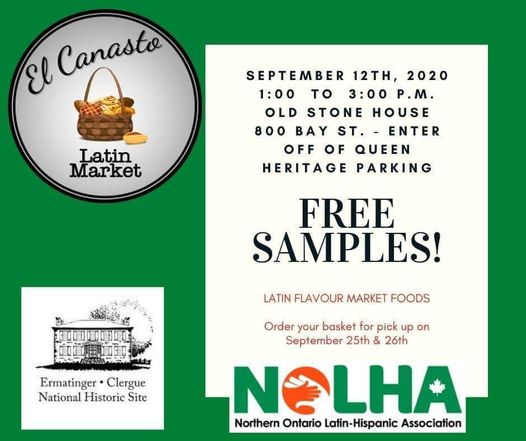 El Canasto
Latin
Market
SEPTEMBER 12TH, 2020
1:00 TO 3:00 P.M.
OLD STONE HOUSE
800 BAY ST. - ENTER
OFF OF QUEEN
HERITAGE PARKING
FREE
SAMPLES!
LATIN FLAVOUR MARKET FOODS
Order your basket for pick up on
September 25th & 26th
Ermatinger • Clergue
National Historic Site
NOLHA
Northern Ontario Latin-Hispanic Association